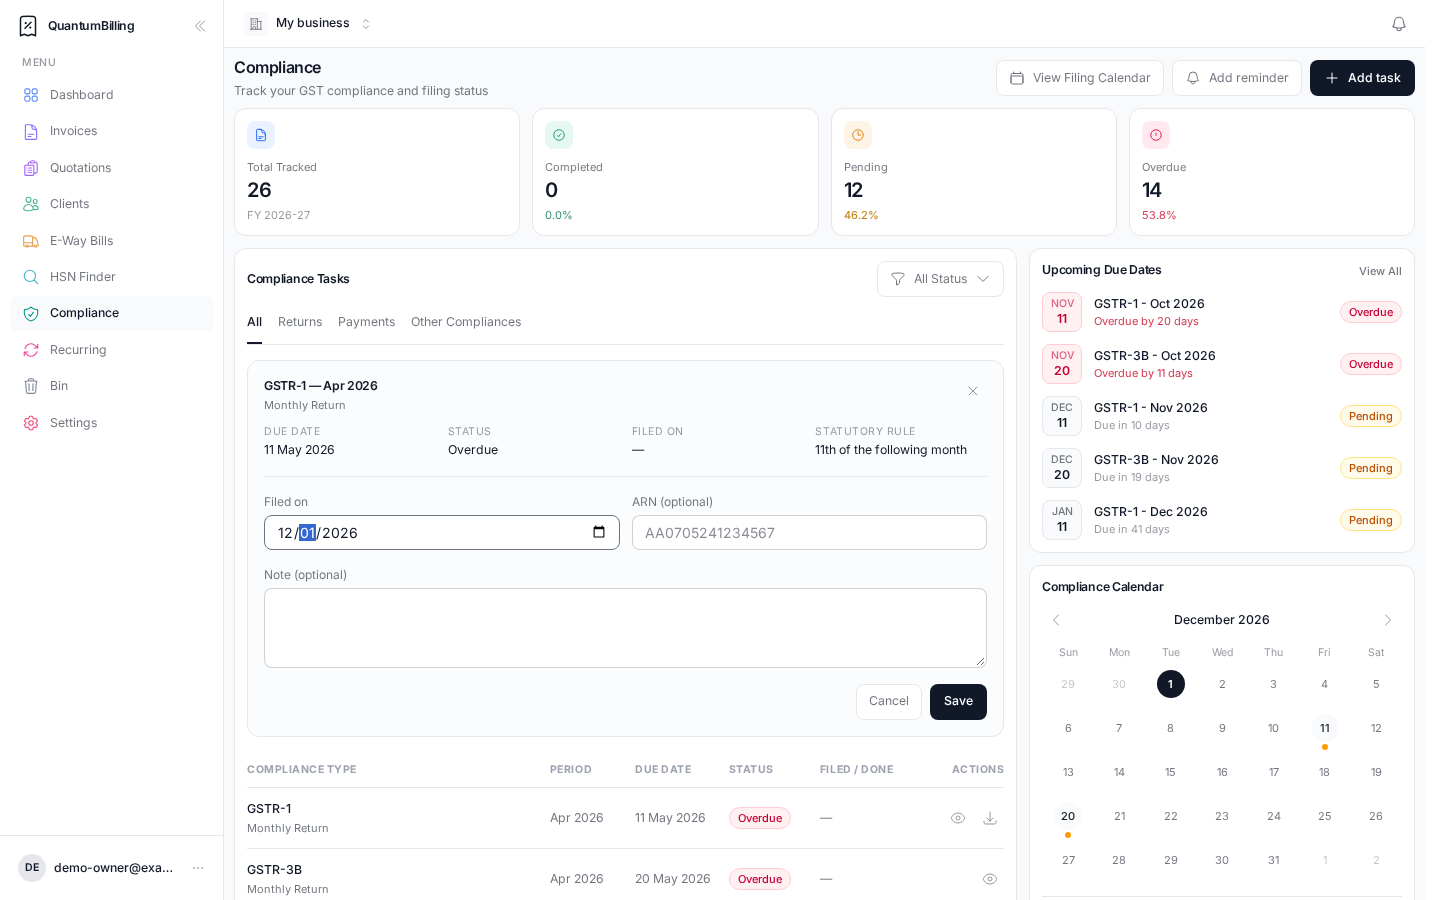 QuantumBilling
MENU
Dashboard
Invoices
Quotations
Clients
E-Way Bills
HSN Finder
Compliance
Recurring
Bin
Settings
DE demo-owner@exa...
My business
Compliance
Track your GST compliance and filing status
View Filing Calendar
Add reminder
Add task
Total Tracked
26
FY 2026-27
Completed
0
0.0%
Pending
12
46.2%
Overdue
14
53.8%
Compliance Tasks
All Status
All Returns Payments Other Compliances
GSTR-1 — Apr 2026
Monthly Return
DUE DATE STATUS FILED ON STATUTORY RULE
11 May 2026 Overdue — 11th of the following month
Filed on ARN (optional)
12/01/2026 AA0705241234567
Note (optional)
Cancel Save
COMPLIANCE TYPE PERIOD DUE DATE STATUS FILED / DONE ACTIONS
GSTR-1
Monthly Return
Apr 2026 11 May 2026 Overdue —
GSTR-3B
Monthly Return
Apr 2026 20 May 2026 Overdue —
Upcoming Due Dates View All
NOV 11
GSTR-1 - Oct 2026
Overdue by 20 days
Overdue
NOV 20
GSTR-3B - Oct 2026
Overdue by 11 days
Overdue
DEC 11
GSTR-1 - Nov 2026
Due in 10 days
Pending
DEC 20
GSTR-3B - Nov 2026
Due in 19 days
Pending
JAN 11
GSTR-1 - Dec 2026
Due in 41 days
Pending
Compliance Calendar
December 2026
Sun Mon Tue Wed Thu Fri Sat
29 30 1 2 3 4 5
6 7 8 9 10 11 12
13 14 15 16 17 18 19
20 21 22 23 24 25 26
27 28 29 30 31 1 2